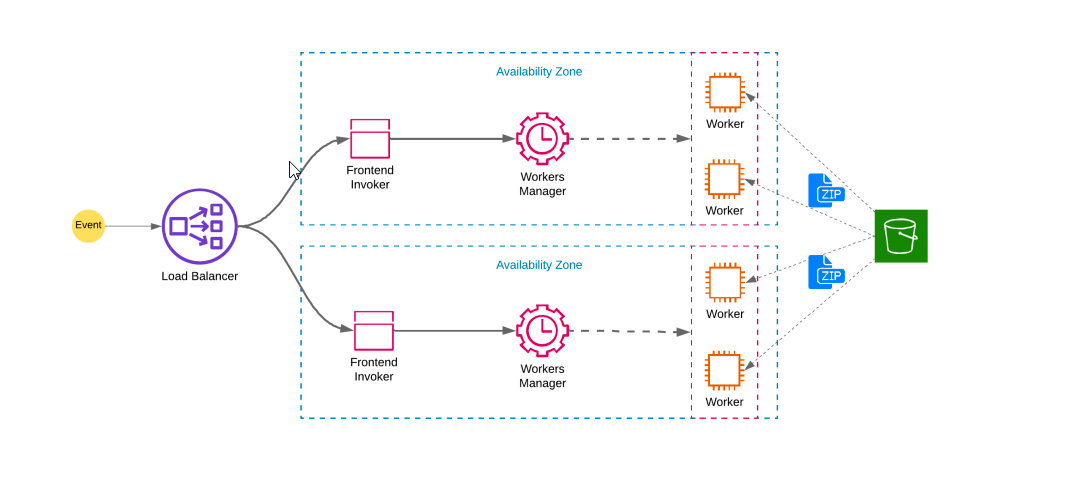 Availability Zone
Worker
Frontend
Invoker
Workers
Manager
Worker
ZIP
Event
Load Balancer
Availability Zone
ZIP
Worker
Frontend
Invoker
Workers
Manager
Worker